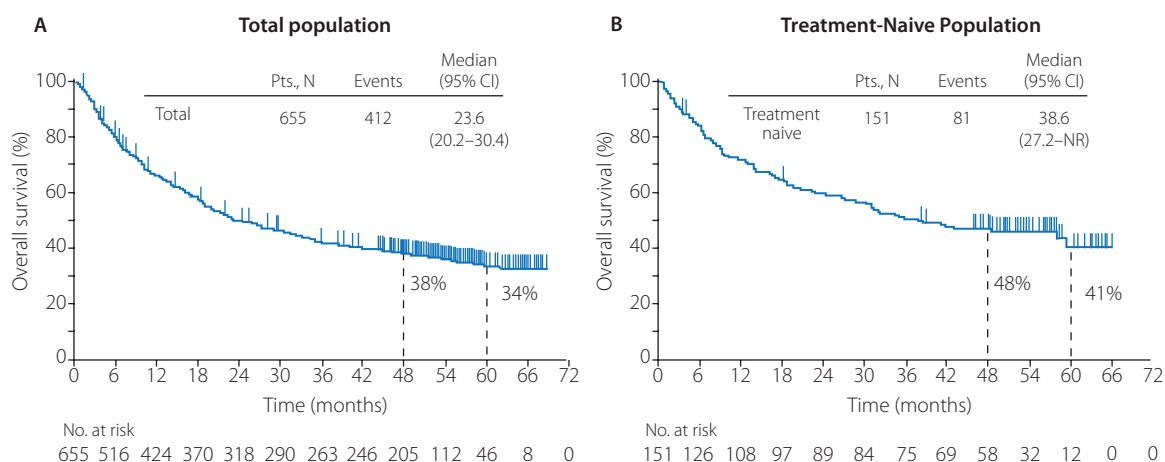 A
Total population
Pts., N Events Median (95% CI)
Total 655 412 23.6
(20.2–30.4)
Overall survival (%)
100
80
60
40
20
0
38%
34%
0 6 12 18 24 30 36 42 48 54 60 66 72
Time (months)
No. at risk
655 516 424 370 318 290 263 246 205 112 46 8 0
B
Treatment-Naive Population
Pts., N Events Median (95% CI)
Treatment naive 151 81 38.6
(27.2–NR)
Overall survival (%)
100
80
60
40
20
0
48%
41%
0 6 12 18 24 30 36 42 48 54 60 66 72
Time (months)
No. at risk
151 126 108 97 89 84 75 69 58 32 12 0 0